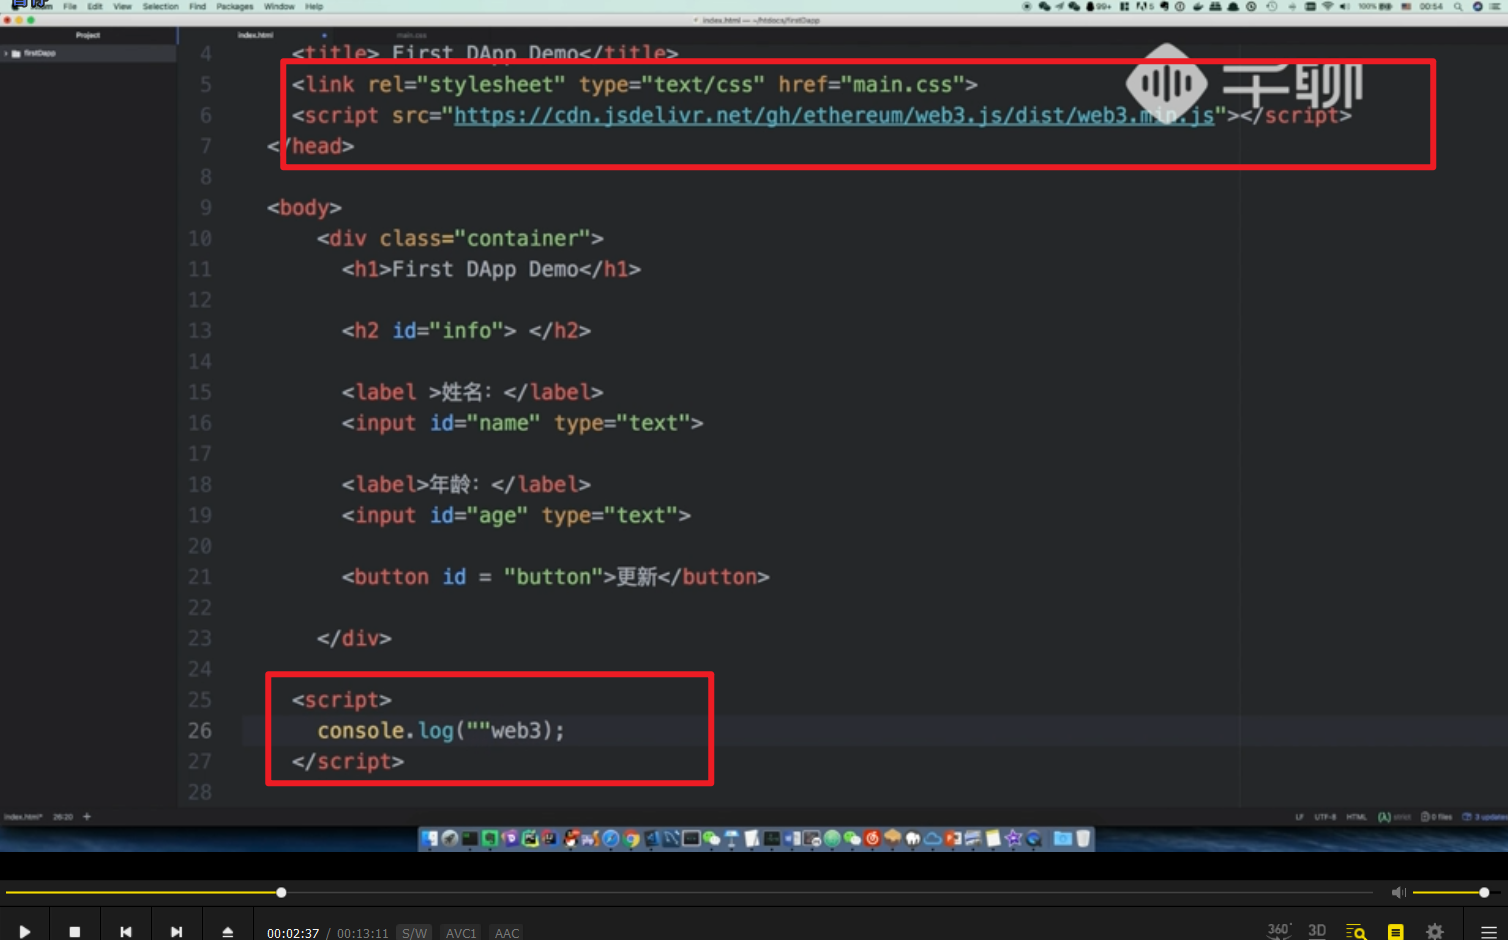 File Edit View Selection Find Packages Window Help
99+ 5 100% 00:54
index.html — ~/htdocs/firstDapp
Project
index.html
main.css
firstDapp
4 <title> First DApp Demo</title>
千聊
5 <link rel="stylesheet" type="text/css" href="main.css">
6 <script src="https://cdn.jsdelivr.net/gh/ethereum/web3.js/dist/web3.min.js"></script>
7 </head>
8
9 <body>
10 <div class="container">
11 <h1>First DApp Demo</h1>
12
13 <h2 id="info"> </h2>
14
15 <label >姓名：</label>
16 <input id="name" type="text">
17
18 <label>年龄：</label>
19 <input id="age" type="text">
20
21 <button id = "button">更新</button>
22
23 </div>
24
25 <script>
26 console.log(""web3);
27 </script>
28
index.html* 26:20 +
LF UTF-8 HTML 0 files 3 updates
00:02:37 / 00:13:11 S/W AVC1 AAC
360° 3D